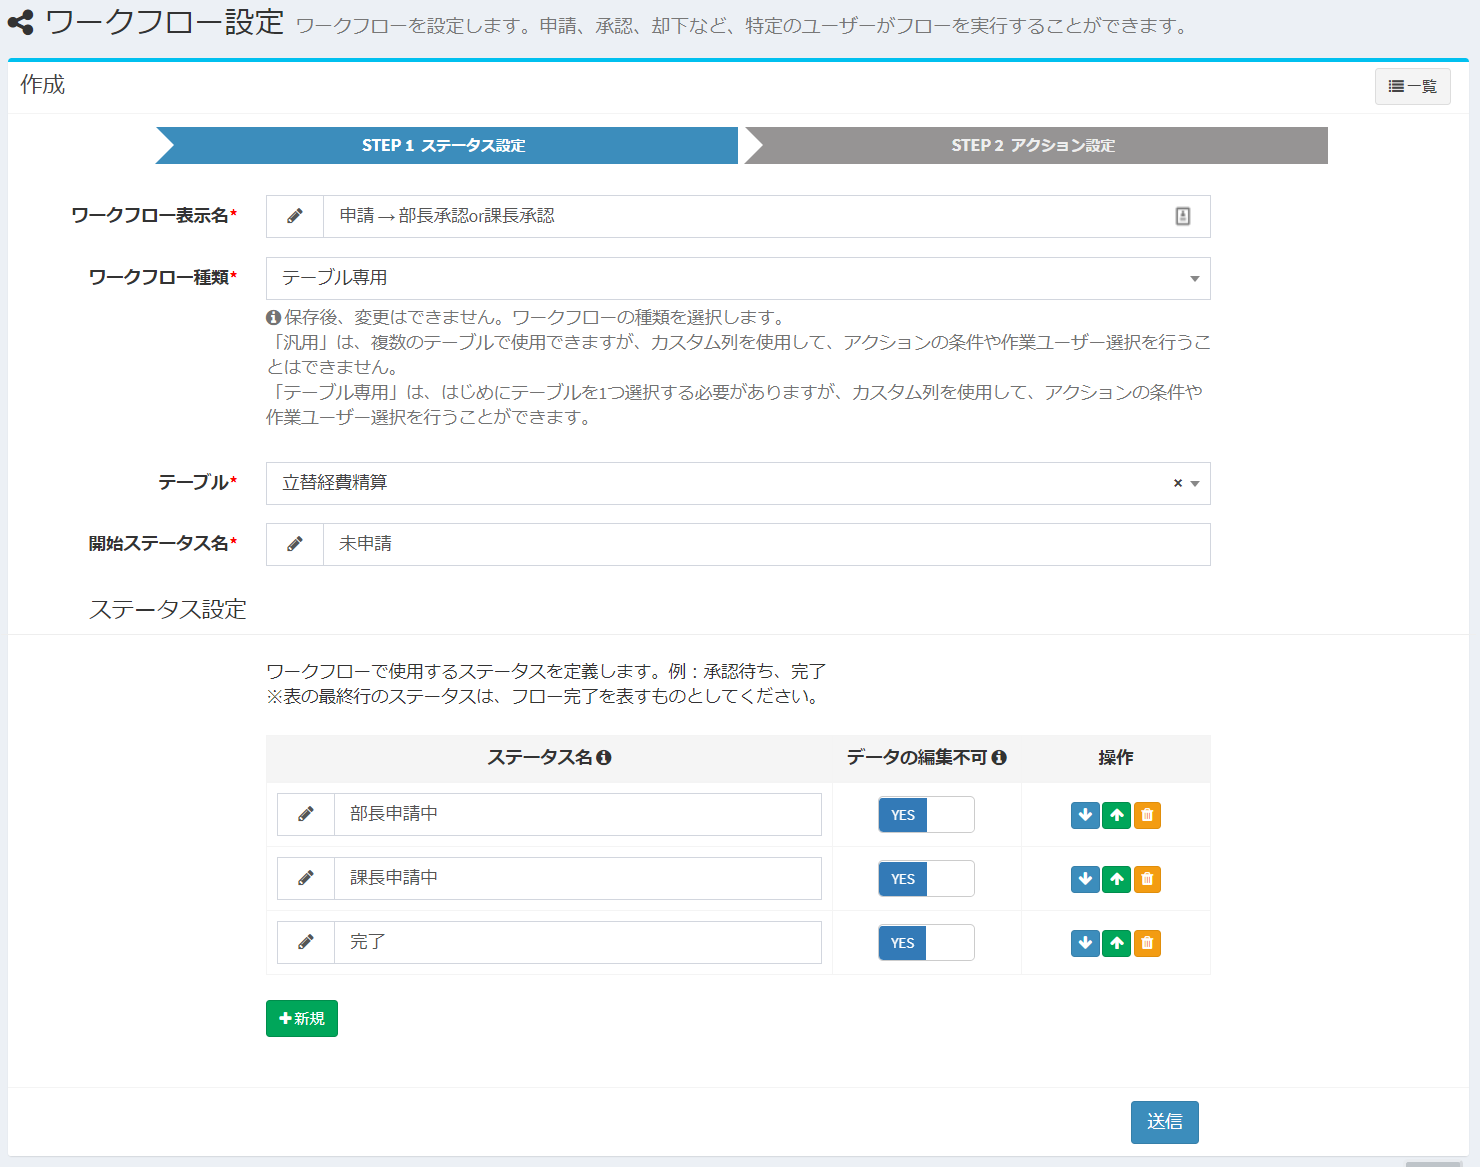 ワークフロー設定 ワークフローを設定します。申請、承認、却下など、特定のユーザーがフローを実行することができます。
作成
一覧
STEP 1 ステータス設定
STEP 2 アクション設定
ワークフロー表示名*
申請→部長承認or課長承認
ワークフロー種類*
テーブル専用
保存後、変更はできません。ワークフローの種類を選択します。
「汎用」は、複数のテーブルで使用できますが、カスタム列を使用して、アクションの条件や作業ユーザー選択を行うこ
とはできません。
「テーブル専用」は、はじめにテーブルを1つ選択する必要がありますが、カスタム列を使用して、アクションの条件や
作業ユーザー選択を行うことができます。
テーブル*
立替経費精算
×
開始ステータス名*
未申請
ステータス設定
ワークフローで使用するステータスを定義します。例：承認待ち、完了
※表の最終行のステータスは、フロー完了を表すものとしてください。
ステータス名 データの編集不可 操作
部長申請中 YES
課長申請中 YES
完了 YES
新規
送信